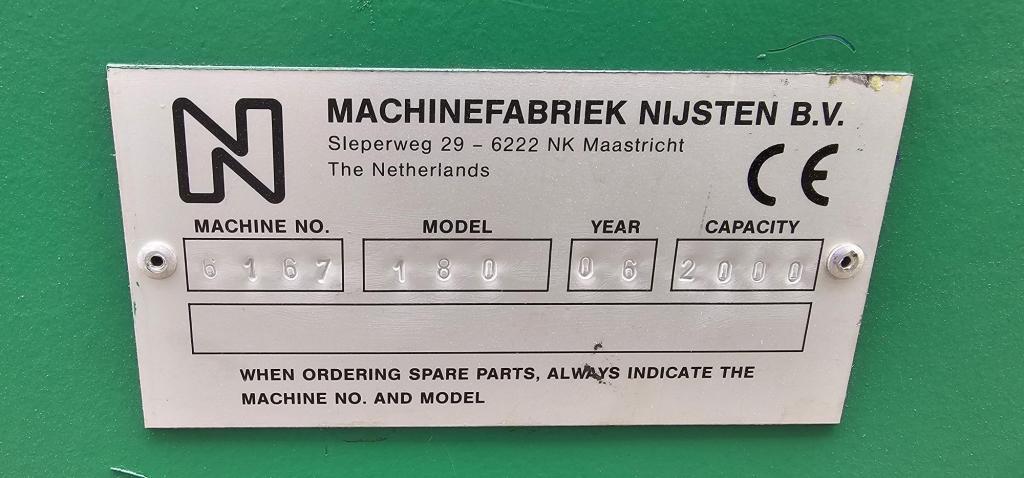 N MACHINEFABRIEK NIJSTEN B.V.
Sleperweg 29 – 6222 NK Maastricht
The Netherlands
CE
MACHINE NO. MODEL YEAR CAPACITY
6167 180 06 2000
WHEN ORDERING SPARE PARTS, ALWAYS INDICATE THE
MACHINE NO. AND MODEL